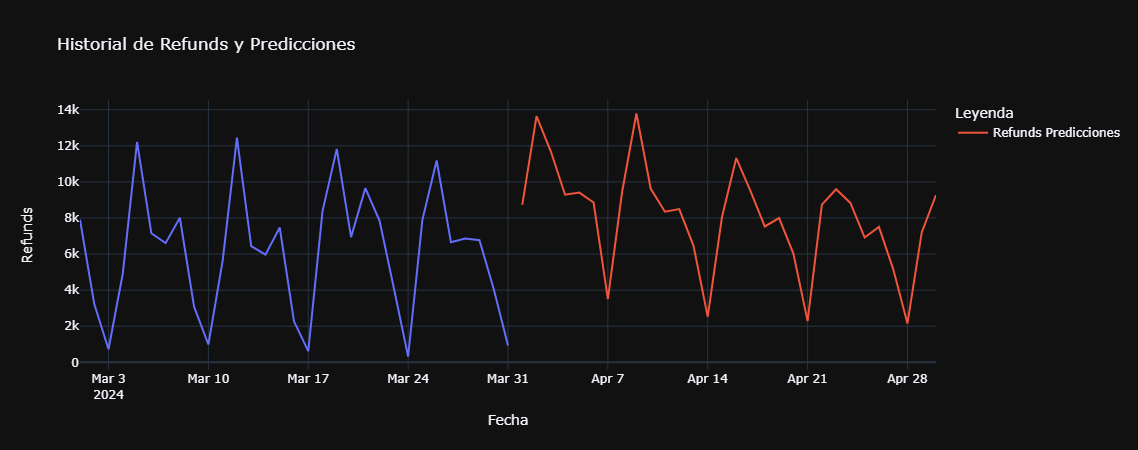 Historial de Refunds y Predicciones
Leyenda
Refunds Predicciones
14k
12k
10k
8k
6k
4k
2k
0
Refunds
Mar 3 Mar 10 Mar 17 Mar 24 Mar 31 Apr 7 Apr 14 Apr 21 Apr 28
2024
Fecha